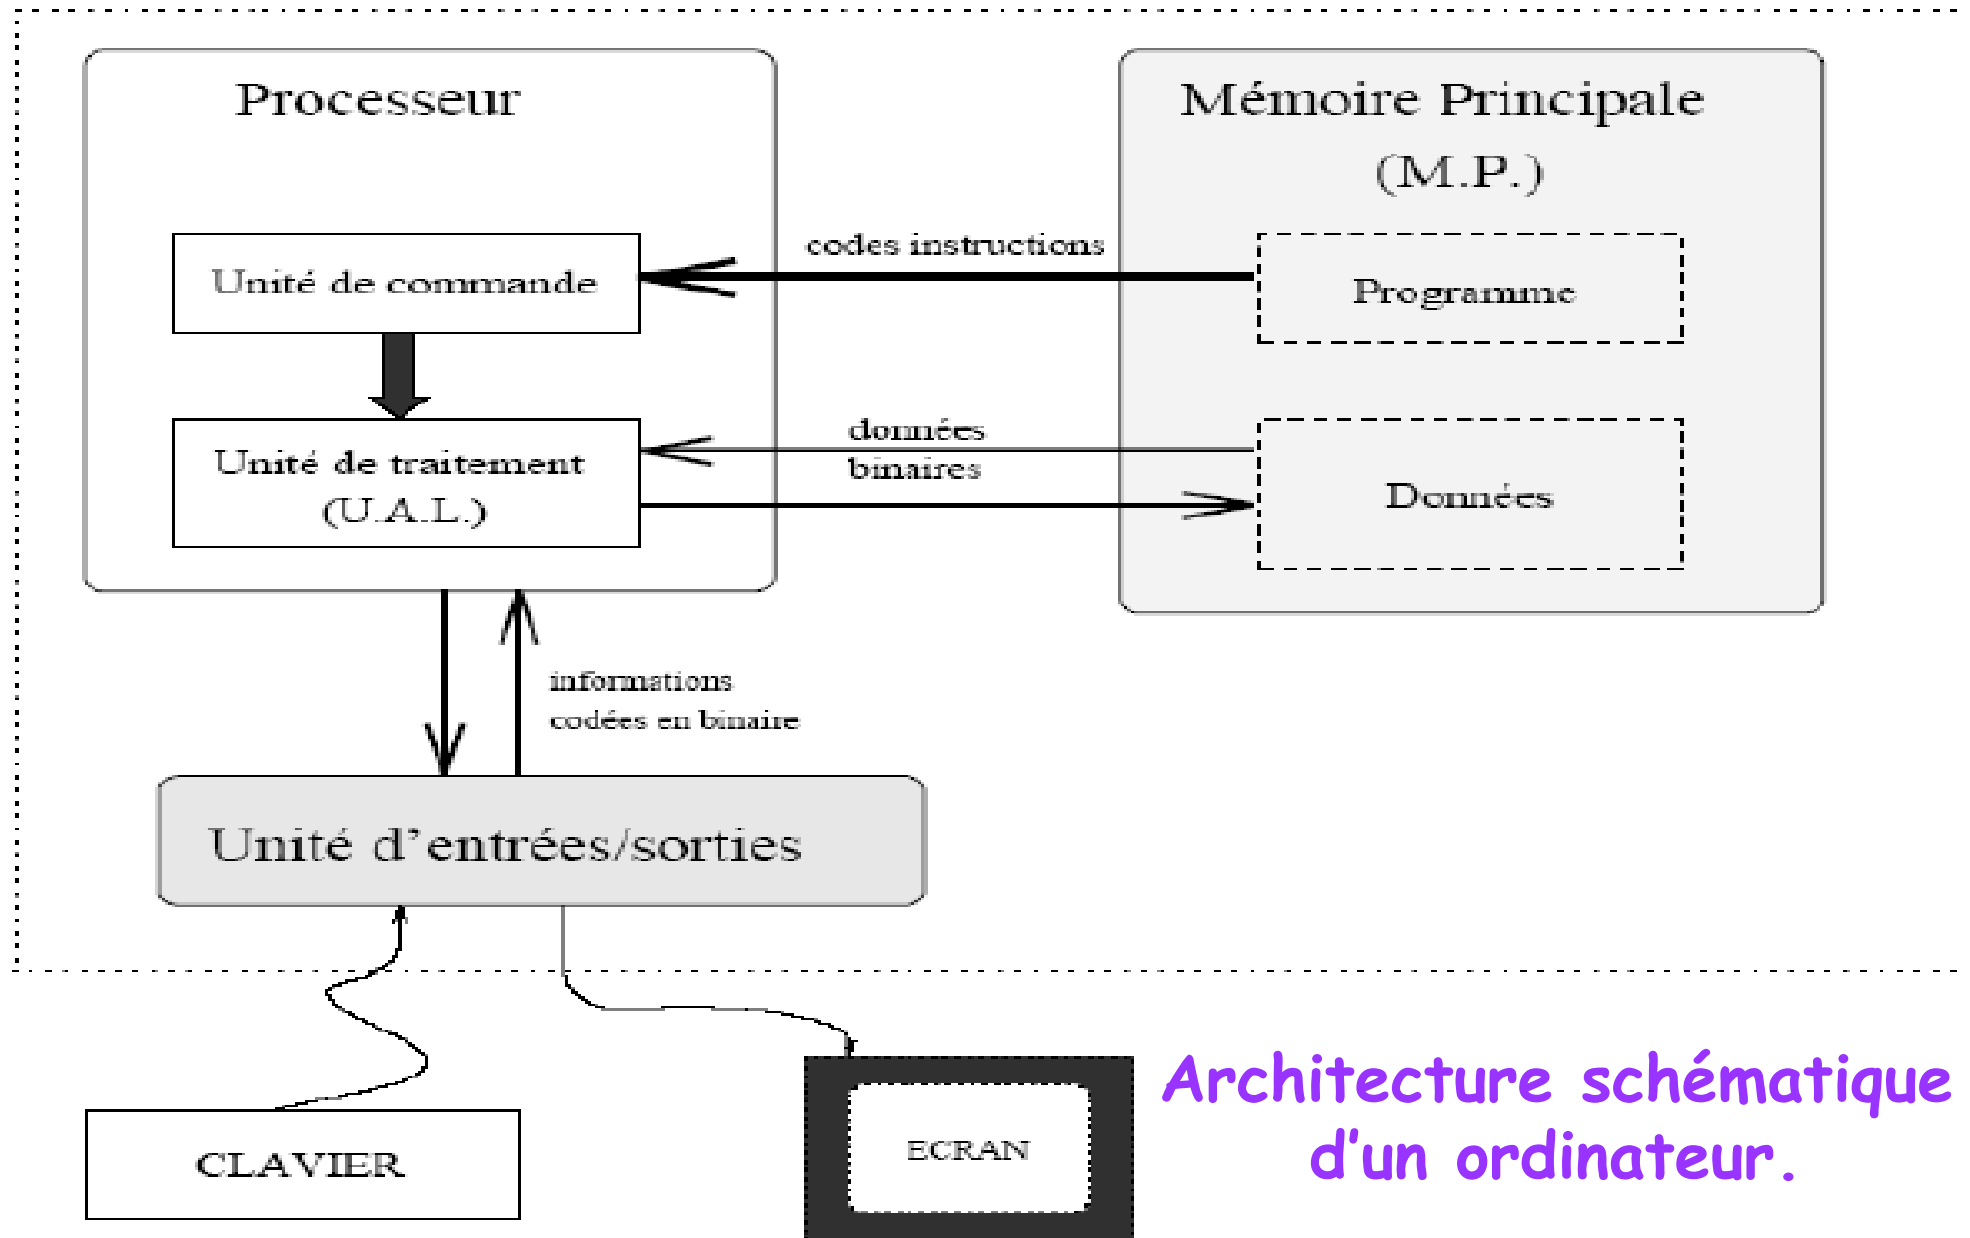 Processeur
Mémoire Principale
(M.P.)
codes instructions
Unité de commande
Programme
données
binaires
Unité de traitement
(U.A.L.)
Données
informations
codées en binaire
Unité d'entrées/sorties
CLAVIER
ECRAN
Architecture schématique
d'un ordinateur.